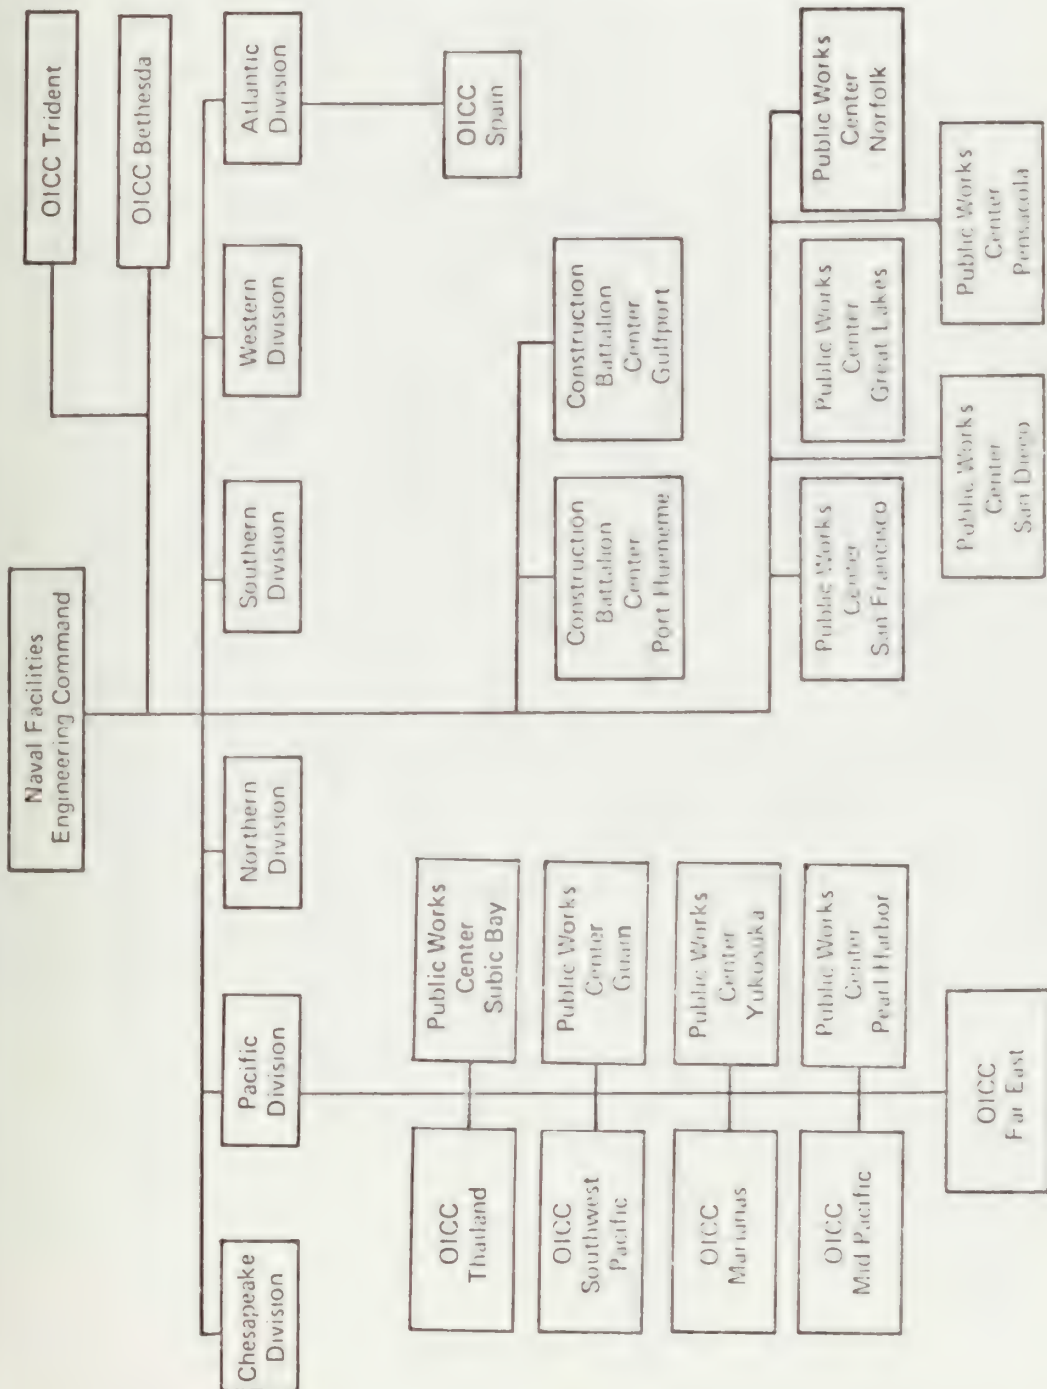 Naval Facilities
Engineering Command
OICC Trident
OICC Bethesda
Chesapeake
Division
Pacific
Division
Northern
Division
Southern
Division
Western
Division
Atlantic
Division
OICC
Thailand
Public Works
Center
Subic Bay
OICC
Southwest
Pacific
Public Works
Center
Guam
OICC
Marianas
Public Works
Center
Yukosuka
OICC
Mid Pacific
Public Works
Center
Pearl Harbor
OICC
Far East
OICC
Spain
Construction
Battalion
Center
Port Hueneme
Construction
Battalion
Center
Gulfport
Public Works
Center
San Francisco
Public Works
Center
Great Lakes
Public Works
Center
Norfolk
Public Works
Center
San Diego
Public Works
Center
Pensacola